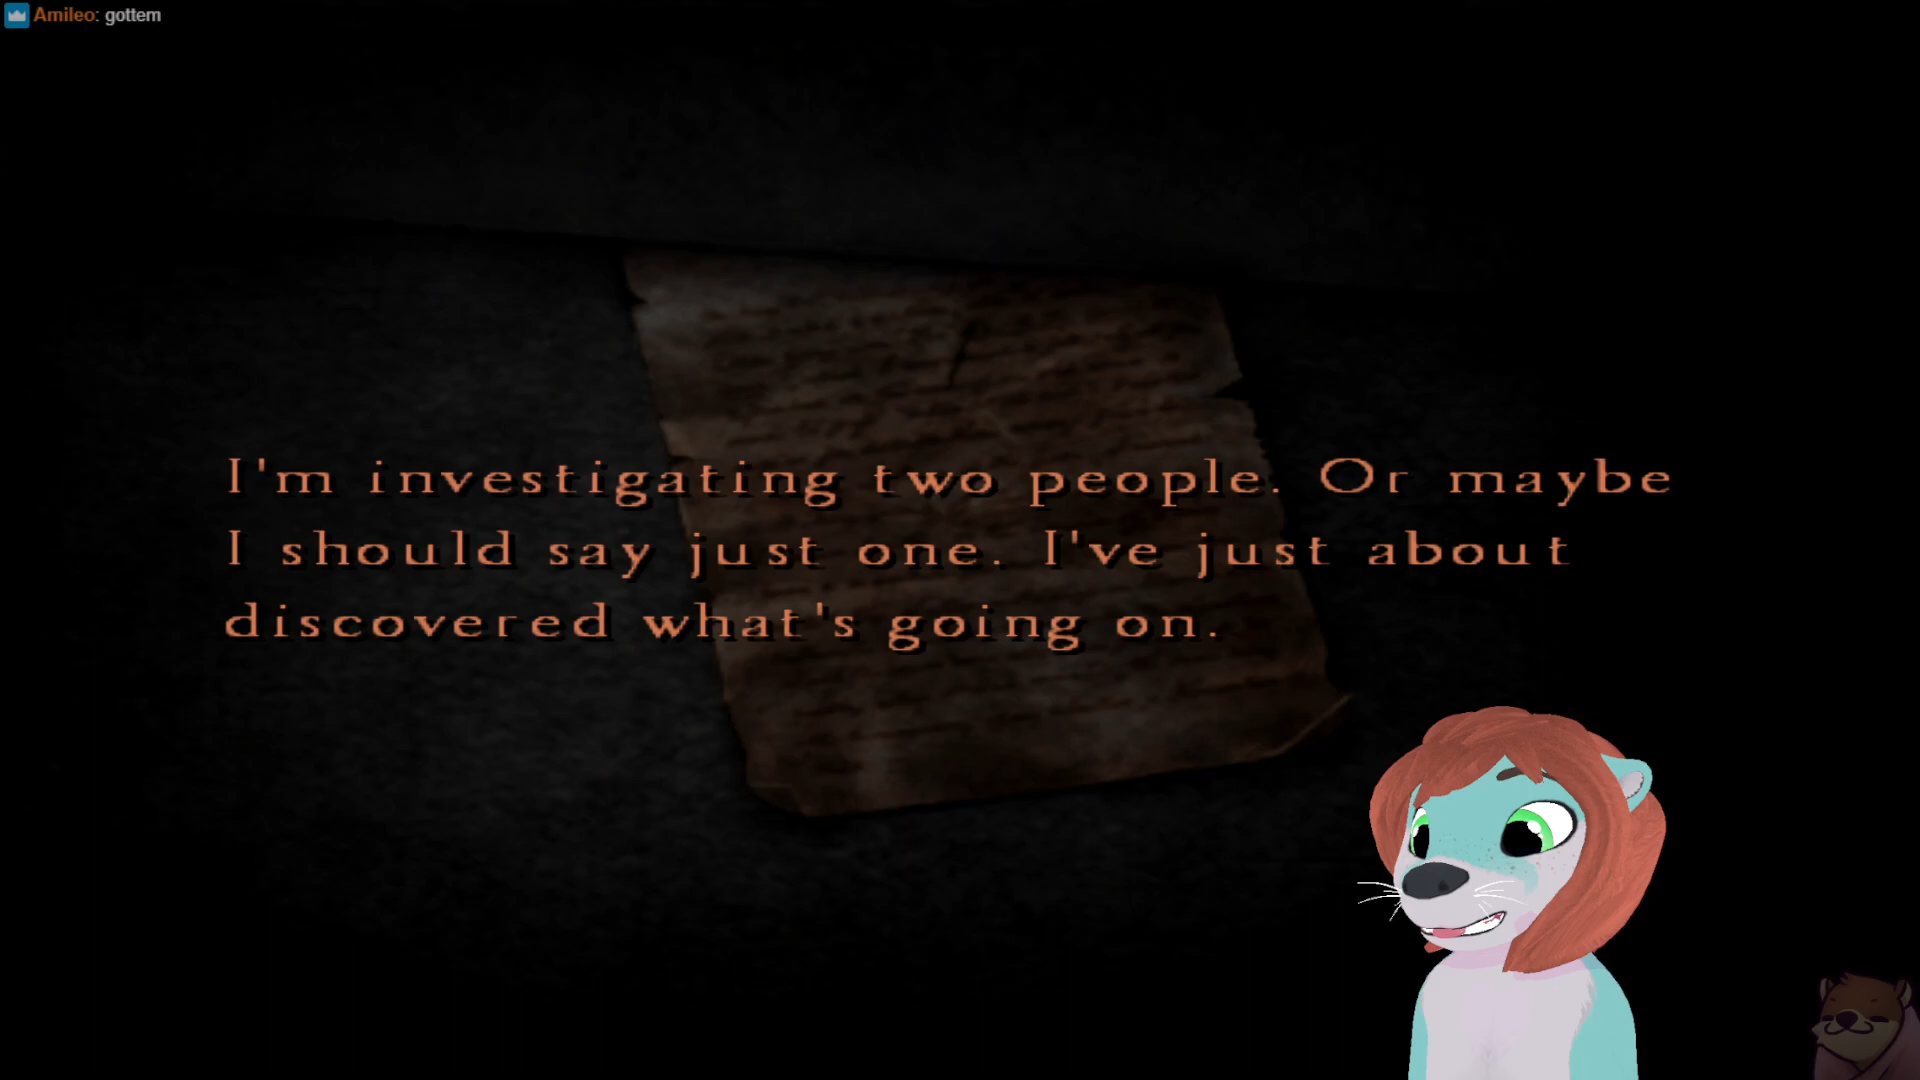 Amileo: gottem
I'm investigating two people. Or maybe
I should say just one. I've just about
discovered what's going on.